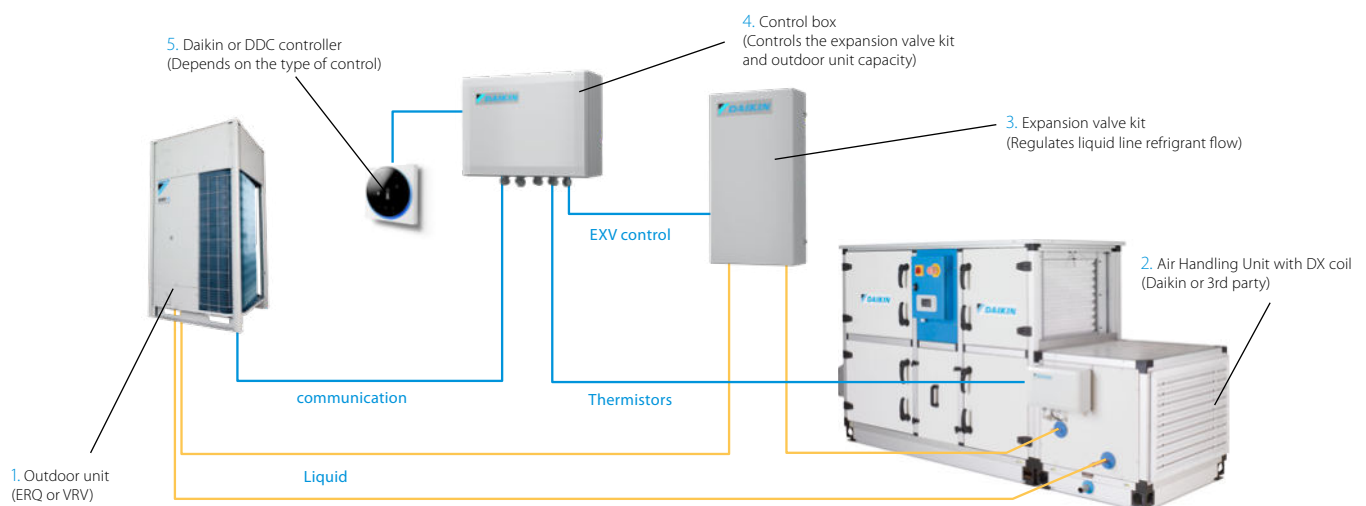 4. Control box
(Controls the expansion valve kit
and outdoor unit capacity)
5. Daikin or DDC controller
(Depends on the type of control)
DAIKIN
DAIKIN
3. Expansion valve kit
(Regulates liquid line refrigrant flow)
EXV control
2. Air Handling Unit with DX coil
(Daikin or 3rd party)
DAIKIN
DAIKIN
communication
Thermistors
1. Outdoor unit
(ERQ or VRV)
Liquid